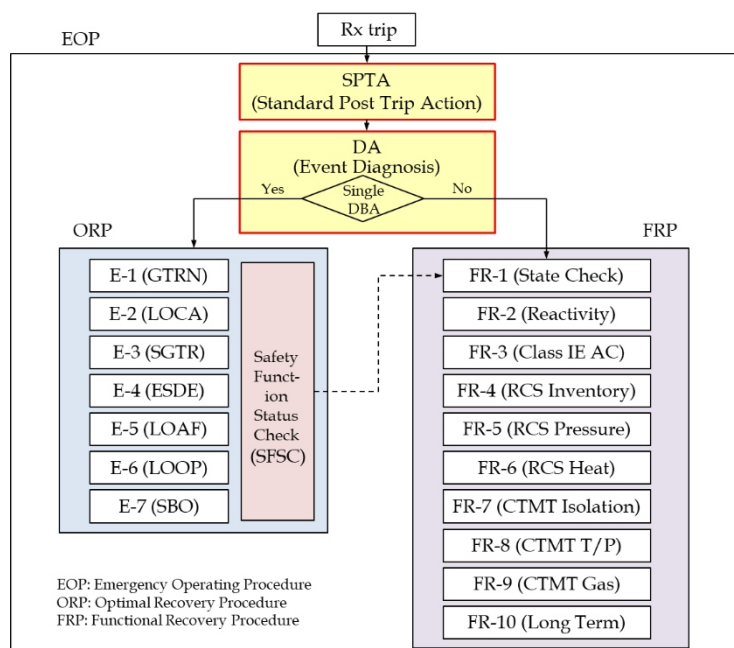 Rx trip
EOP
SPTA
(Standard Post Trip Action)
DA
(Event Diagnosis)
Yes
Single
DBA
No
ORP
FRP
E-1 (GTRN)
E-2 (LOCA)
E-3 (SGTR)
E-4 (ESDE)
E-5 (LOAF)
E-6 (LOOP)
E-7 (SBO)
Safety
Funct-
ion
Status
Check
(SFSC)
FR-1 (State Check)
FR-2 (Reactivity)
FR-3 (Class IE AC)
FR-4 (RCS Inventory)
FR-5 (RCS Pressure)
FR-6 (RCS Heat)
FR-7 (CTMT Isolation)
FR-8 (CTMT T/P)
FR-9 (CTMT Gas)
FR-10 (Long Term)
EOP: Emergency Operating Procedure
ORP: Optimal Recovery Procedure
FRP: Functional Recovery Procedure